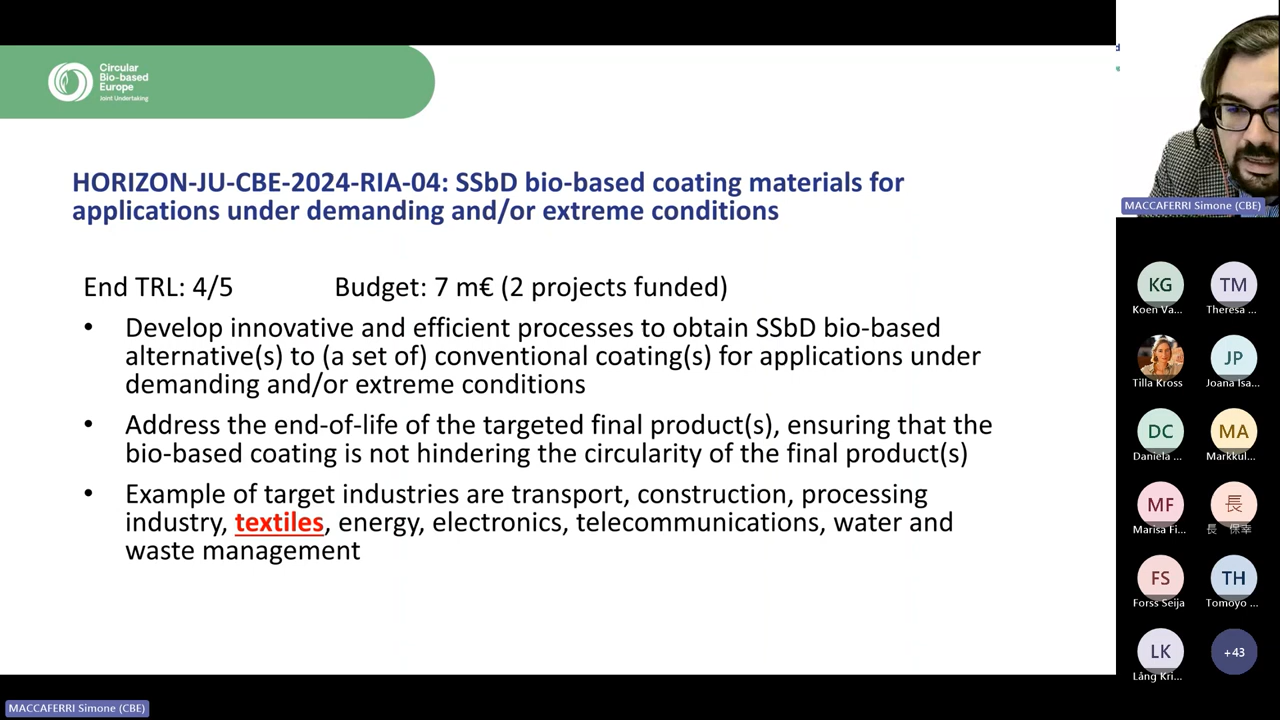 Circular
Bio-based
Europe
Joint Undertaking
HORIZON-JU-CBE-2024-RIA-04: SSbD bio-based coating materials for
applications under demanding and/or extreme conditions
End TRL: 4/5 Budget: 7 m€ (2 projects funded)
• Develop innovative and efficient processes to obtain SSbD bio-based
alternative(s) to (a set of) conventional coating(s) for applications under
demanding and/or extreme conditions
• Address the end-of-life of the targeted final product(s), ensuring that the
bio-based coating is not hindering the circularity of the final product(s)
• Example of target industries are transport, construction, processing
industry, textiles, energy, electronics, telecommunications, water and
waste management
MACCAFERRI Simone (CBE)
MACCAFERRI Simone (CBE)
KG
Koen Va...
TM
Theresa ...
Tilla Kross
JP
Joana Isa...
DC
Daniela ...
MA
Markkul...
MF
Marisa Fi...
長
長 保幸
FS
Forss Seija
TH
Tomoyo ...
LK
Láng Kri...
+43